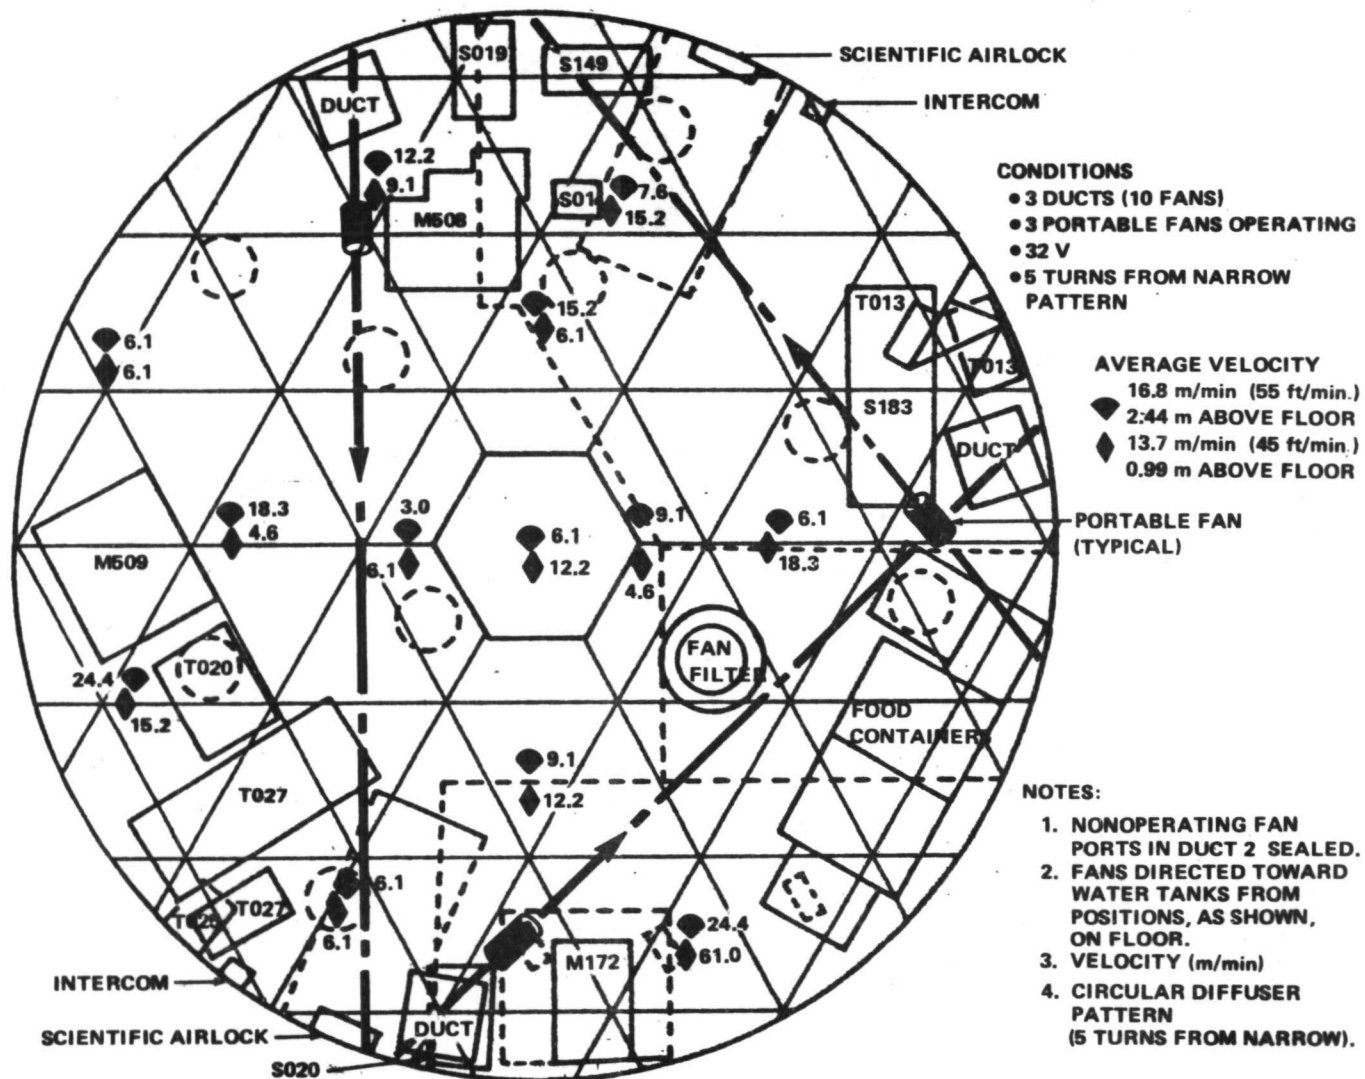 SCIENTIFIC AIRLOCK
INTERCOM
S019
S149
DUCT
12.2
9.1
M508
S01
7.6
15.2
CONDITIONS
•3 DUCTS (10 FANS)
•3 PORTABLE FANS OPERATING
•32 V
•5 TURNS FROM NARROW
PATTERN
15.2
6.1
T013
T013
6.1
6.1
S183
DUCT
AVERAGE VELOCITY
16.8 m/min (55 ft/min.)
2:44 m ABOVE FLOOR
13.7 m/min (45 ft/min.)
0.99 m ABOVE FLOOR
18.3
4.6
3.0
6.1
6.1
12.2
9.1
4.6
6.1
18.3
PORTABLE FAN
(TYPICAL)
M509
T020
24.4
15.2
FAN
FILTER
FOOD
CONTAINERS
T027
9.1
12.2
NOTES:
1. NONOPERATING FAN
PORTS IN DUCT 2 SEALED.
2. FANS DIRECTED TOWARD
WATER TANKS FROM
POSITIONS, AS SHOWN,
ON FLOOR.
3. VELOCITY (m/min)
4. CIRCULAR DIFFUSER
PATTERN
(5 TURNS FROM NARROW).
6.1
6.1
T027
24.4
61.0
M172
INTERCOM
SCIENTIFIC AIRLOCK
DUCT
S020